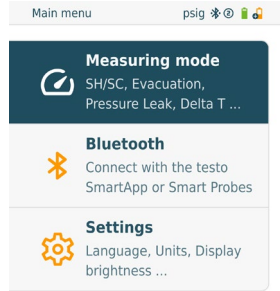 Main menu psig ②
Measuring mode
SH/SC, Evacuation,
Pressure Leak, Delta T ...
Bluetooth
Connect with the testo
SmartApp or Smart Probes
Settings
Language, Units, Display
brightness ...